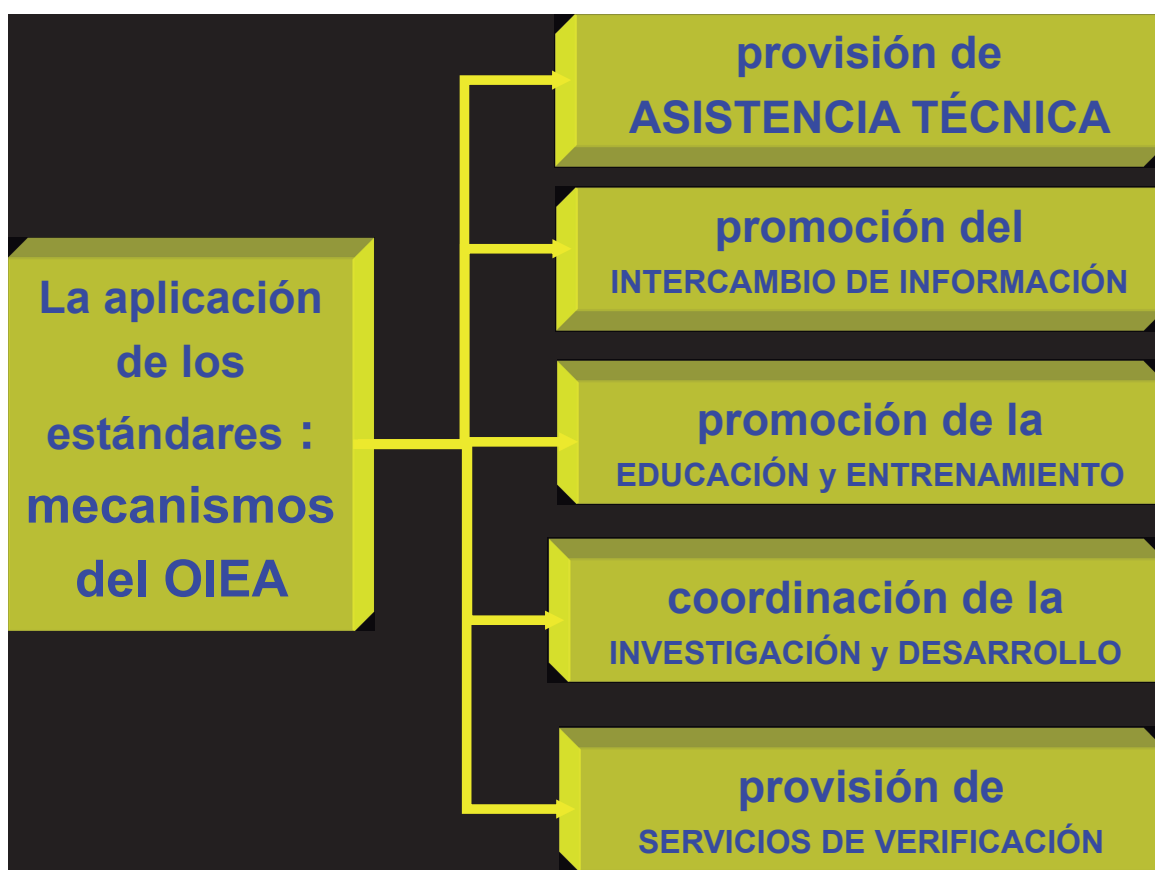 La aplicación
de los
estándares :
mecanismos
del OIEA
provisión de
ASISTENCIA TÉCNICA
promoción del
INTERCAMBIO DE INFORMACIÓN
promoción de la
EDUCACIÓN y ENTRENAMIENTO
coordinación de la
INVESTIGACIÓN y DESARROLLO
provisión de
SERVICIOS DE VERIFICACIÓN